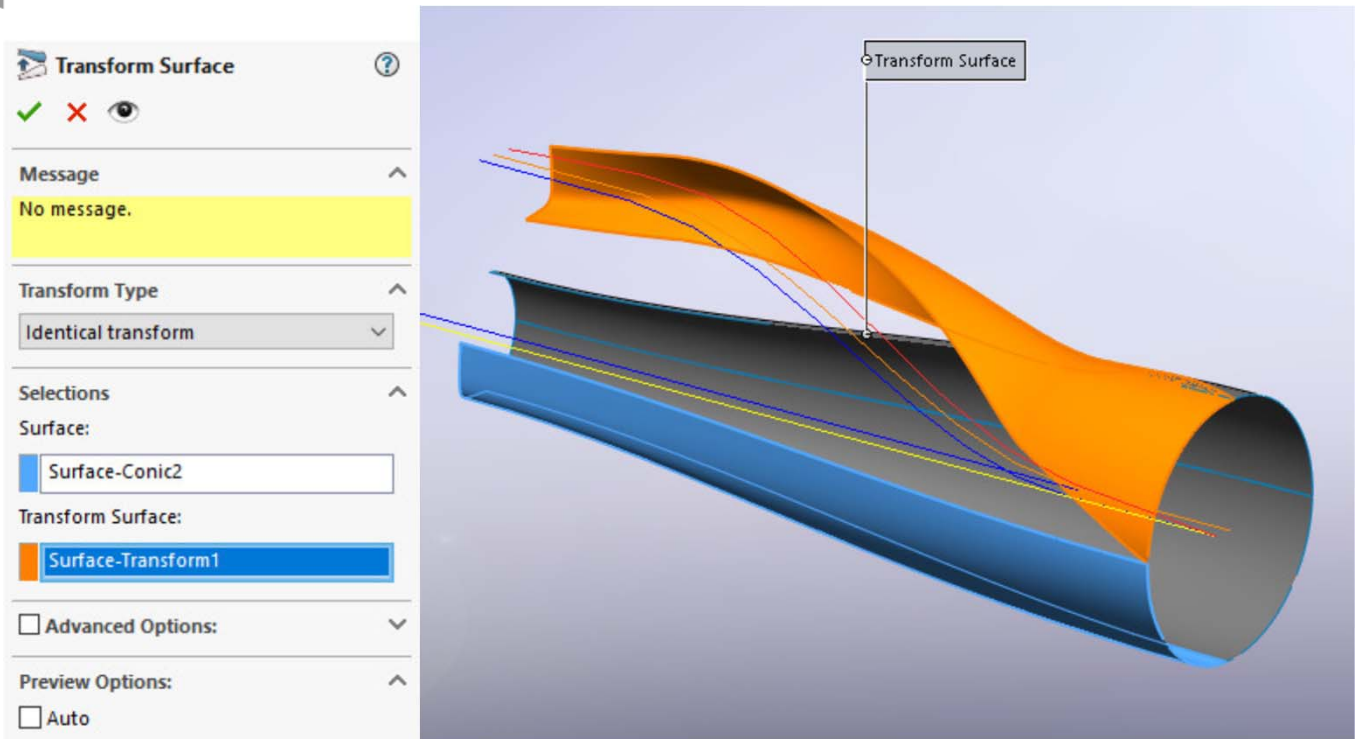 Transform Surface
Message
No message.
Transform Type
Identical transform
Selections
Surface:
Surface-Conic2
Transform Surface:
Surface-Transform1
Advanced Options:
Preview Options:
Auto
Transform Surface